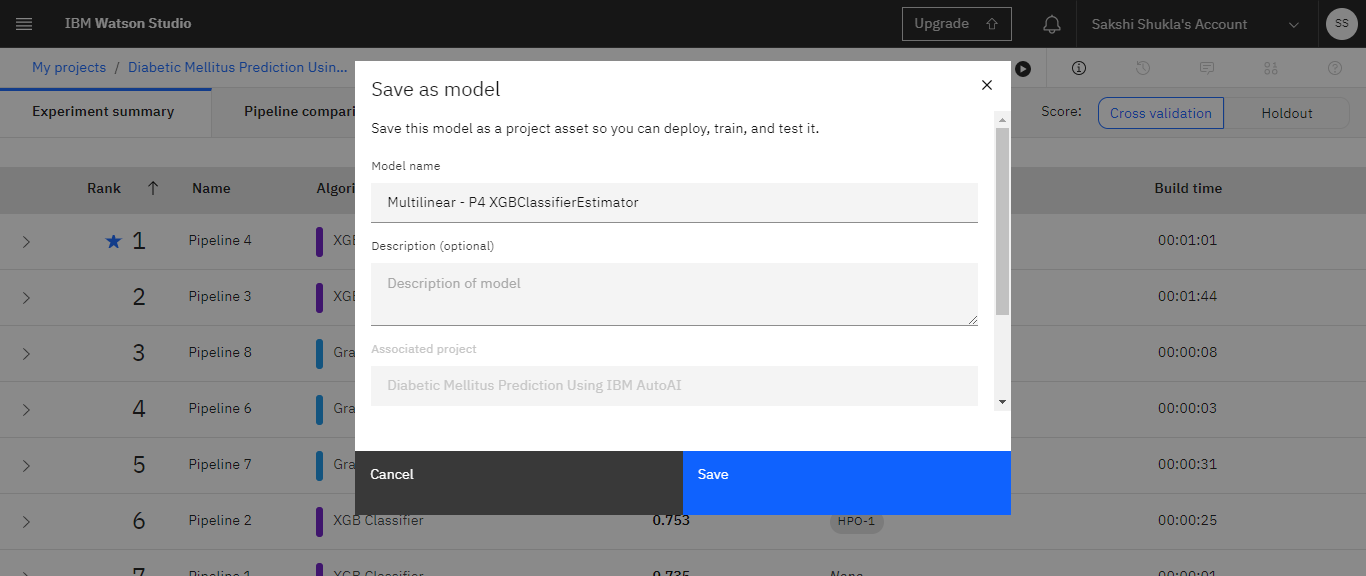 IBM Watson Studio
Upgrade
Sakshi Shukla's Account
SS
My projects / Diabetic Mellitus Prediction Usin...
Experiment summary
Pipeline compari
Score:
Cross validation
Holdout
Rank
Name
Algori
Build time
1 Pipeline 4 XGB 00:01:01
2 Pipeline 3 XGB 00:01:44
3 Pipeline 8 Gra 00:00:08
4 Pipeline 6 Gra 00:00:03
5 Pipeline 7 Gra 00:00:31
6 Pipeline 2 XGB Classifier 0.753 HPO-1 00:00:25
7 Pipeline 1 XGB Classifier 0.735 None 00:00:01
Save as model
Save this model as a project asset so you can deploy, train, and test it.
Model name
Multilinear - P4 XGBClassifierEstimator
Description (optional)
Description of model
Associated project
Diabetic Mellitus Prediction Using IBM AutoAI
Cancel
Save